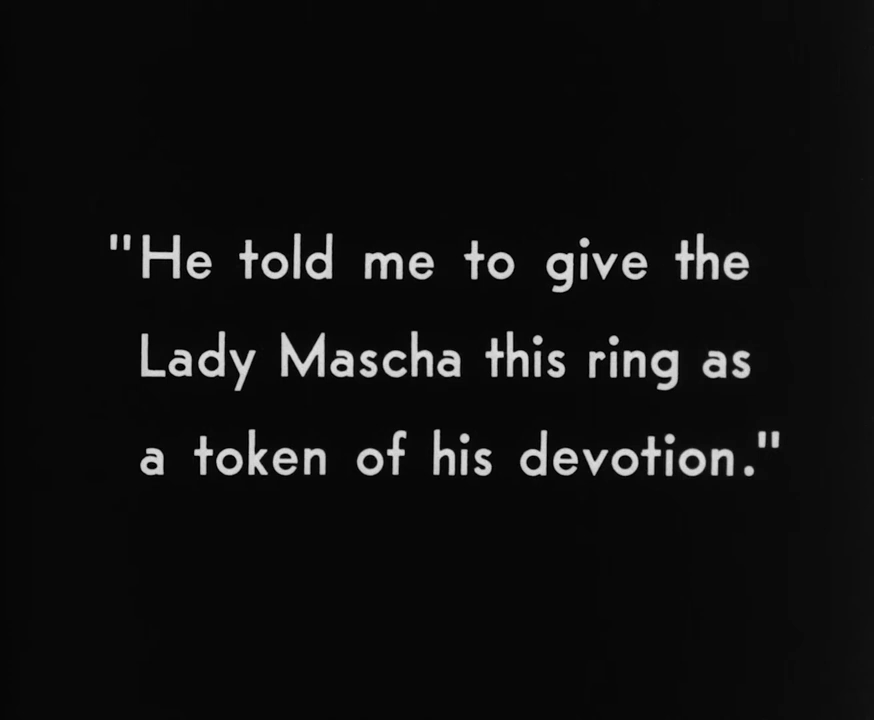 "He told me to give the
Lady Mascha this ring as
a token of his devotion."